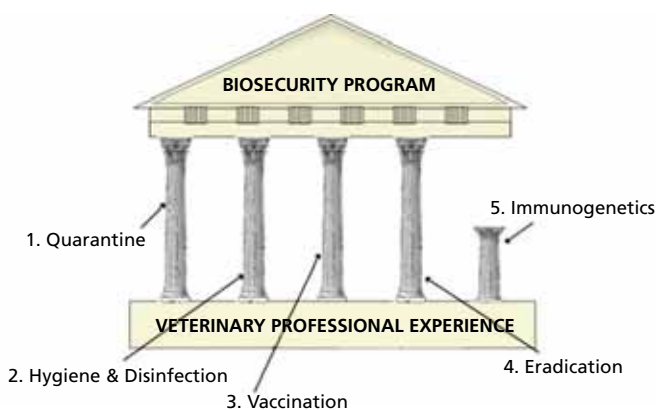 BIOSECURITY PROGRAM
5. Immunogenetics
1. Quarantine
VETERINARY PROFESSIONAL EXPERIENCE
4. Eradication
2. Hygiene & Disinfection
3. Vaccination